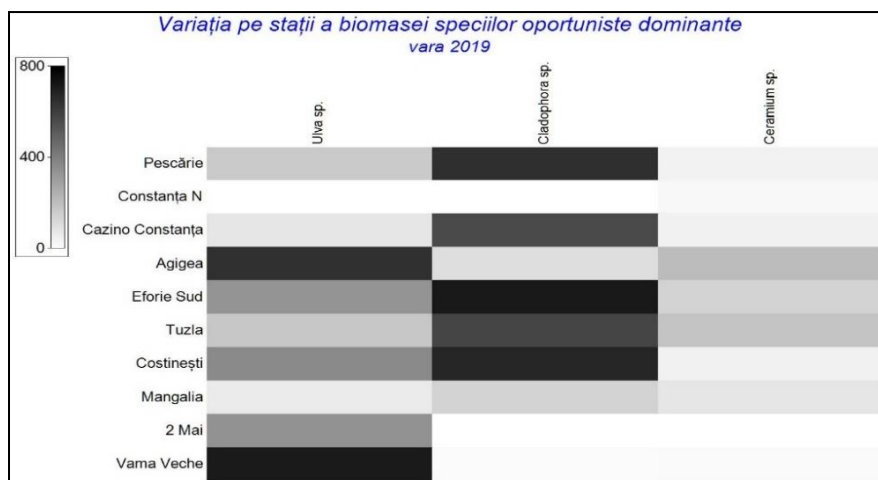 Variația pe stații a biomasei speciilor oportuniste dominante
vara 2019
800
400
0
Ulva sp.
Cladophora sp.
Ceramium sp.
Pescărie
Constanța N
Cazino Constanța
Agigea
Eforie Sud
Tuzla
Costinești
Mangalia
2 Mai
Vama Veche